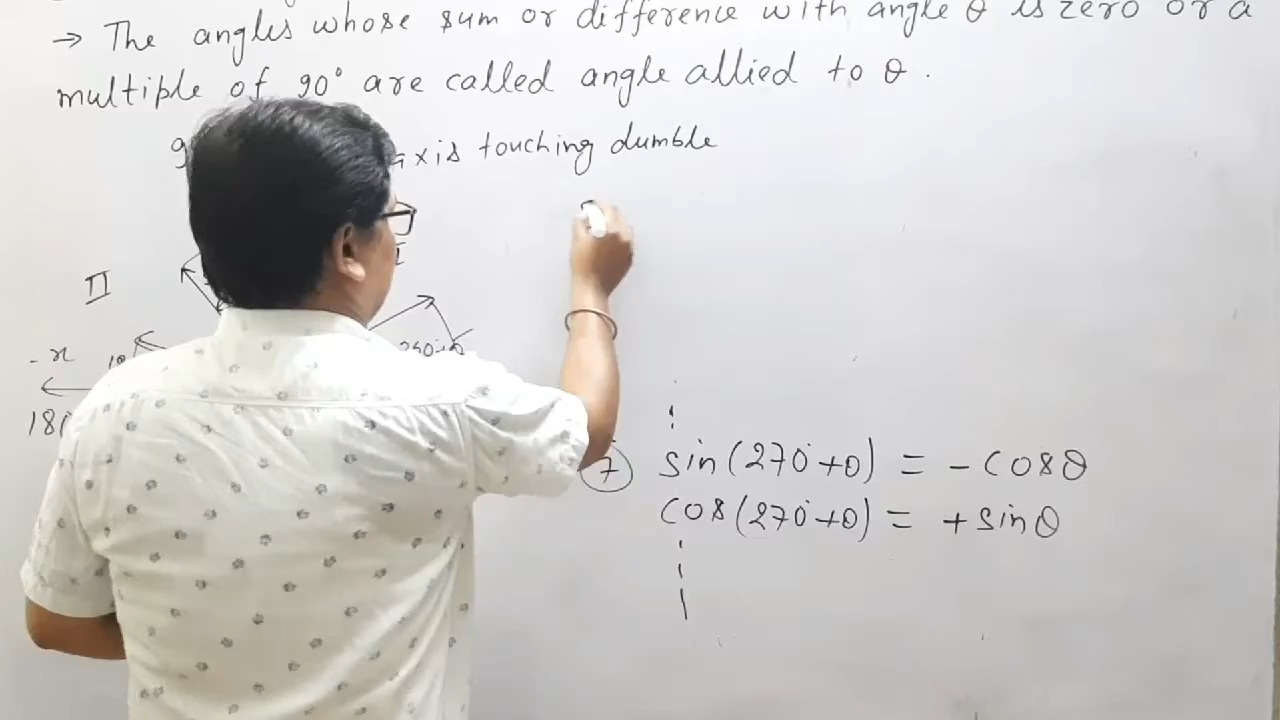 → The angles whose sum or difference with angle θ is zero or a
multiple of 90° are called angle allied to θ .
axis touching dumble
II
- x
⑦ sin(270°+θ) = - cosθ
cos(270°+θ) = + sinθ